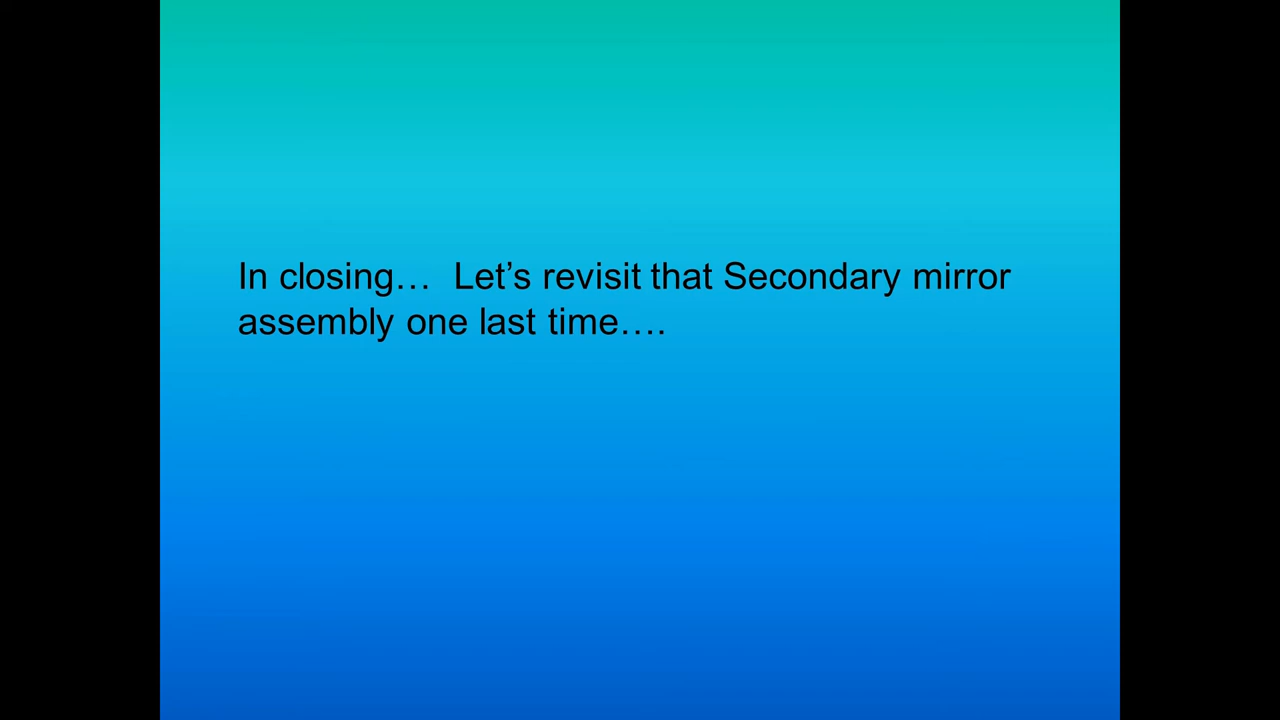 In closing…  Let’s revisit that Secondary mirror
assembly one last time….